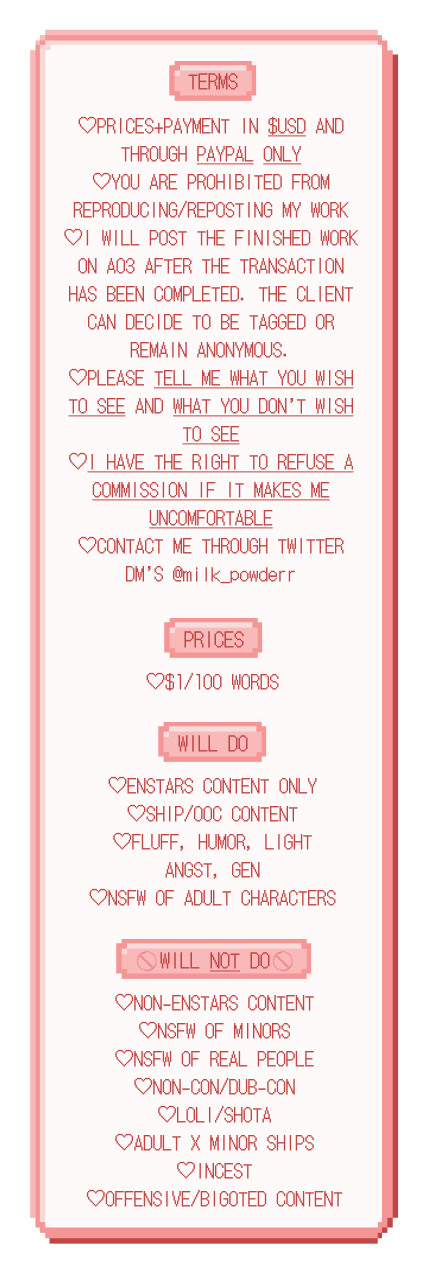 TERMS
♡PRICES+PAYMENT IN $USD AND
THROUGH PAYPAL ONLY
♡YOU ARE PROHIBITED FROM
REPRODUCING/REPOSTING MY WORK
♡I WILL POST THE FINISHED WORK
ON AO3 AFTER THE TRANSACTION
HAS BEEN COMPLETED. THE CLIENT
CAN DECIDE TO BE TAGGED OR
REMAIN ANONYMOUS.
♡PLEASE TELL ME WHAT YOU WISH
TO SEE AND WHAT YOU DON'T WISH
TO SEE
♡I HAVE THE RIGHT TO REFUSE A
COMMISSION IF IT MAKES ME
UNCOMFORTABLE
♡CONTACT ME THROUGH TWITTER
DM'S @milk_powderr
PRICES
♡$1/100 WORDS
WILL DO
♡ENSTARS CONTENT ONLY
♡SHIP/OOC CONTENT
♡FLUFF, HUMOR, LIGHT
ANGST, GEN
♡NSFW OF ADULT CHARACTERS
🚫WILL NOT DO🚫
♡NON-ENSTARS CONTENT
♡NSFW OF MINORS
♡NSFW OF REAL PEOPLE
♡NON-CON/DUB-CON
♡LOLI/SHOTA
♡ADULT X MINOR SHIPS
♡INCEST
♡OFFENSIVE/BIGOTED CONTENT